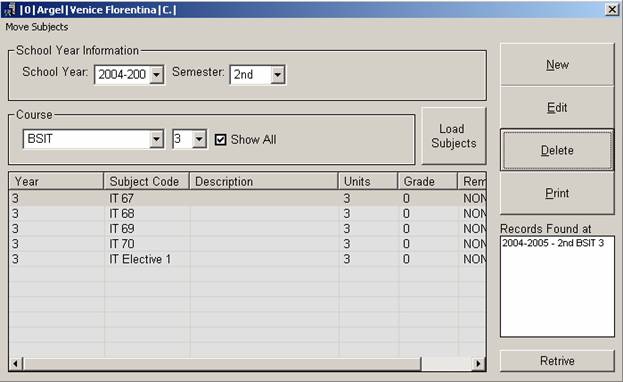 |0|Argel|Venice Florentina|C.|
Move Subjects
School Year Information
School Year: 2004-200 Semester: 2nd
Course
BSIT 3 Show All
Load
Subjects
New
Edit
Delete
Print
Year Subject Code Description Units Grade Rem
3 IT 67 3 0 NON
3 IT 68 3 0 NON
3 IT 69 3 0 NON
3 IT 70 3 0 NON
3 IT Elective 1 3 0 NON
Records Found at
2004-2005 - 2nd BSIT 3
Retrive